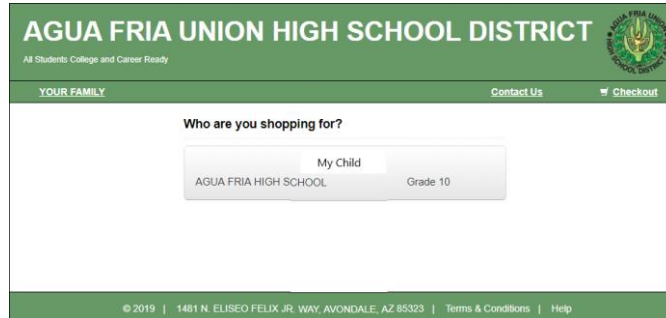 AGUA FRIA UNION HIGH SCHOOL DISTRICT
All Students College and Career Ready
YOUR FAMILY Contact Us Checkout
Who are you shopping for?
My Child
AGUA FRIA HIGH SCHOOL Grade 10
© 2019 | 1481 N. ELISEO FELIX JR. WAY, AVONDALE, AZ 85323 | Terms & Conditions | Help